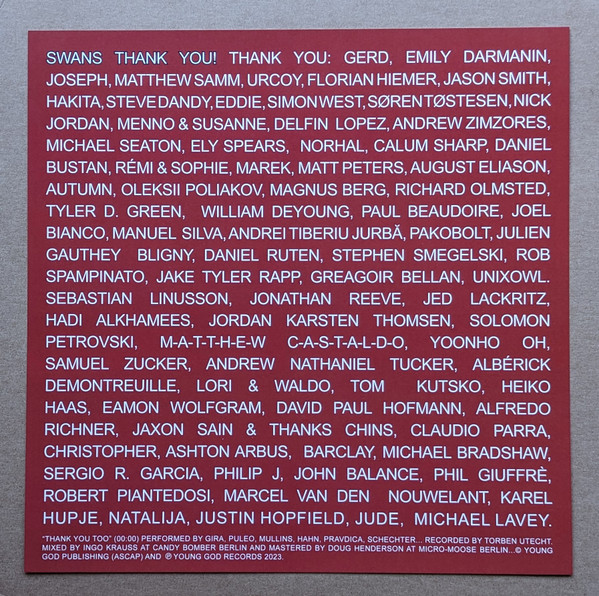 SWANS THANK YOU! THANK YOU: GERD, EMILY DARMANIN,
JOSEPH, MATTHEW SAMM, URCOY, FLORIAN HIEMER, JASON SMITH,
HAKITA, STEVE DANDY, EDDIE, SIMON WEST, SØREN TØSTESEN, NICK
JORDAN, MENNO & SUSANNE, DELFIN LOPEZ, ANDREW ZIMZORES,
MICHAEL SEATON, ELY SPEARS, NORHAL, CALUM SHARP, DANIEL
BUSTAN, RÉMI & SOPHIE, MAREK, MATT PETERS, AUGUST ELIASON,
AUTUMN, OLEKSII POLIAKOV, MAGNUS BERG, RICHARD OLMSTED,
TYLER D. GREEN, WILLIAM DEYOUNG, PAUL BEAUDOIRE, JOEL
BIANCO, MANUEL SILVA, ANDREI TIBERIU JURBĂ, PAKOBOLT, JULIEN
GAUTHEY BLIGNY, DANIEL RUTEN, STEPHEN SMEGELSKI, ROB
SPAMPINATO, JAKE TYLER RAPP, GREAGOIR BELLAN, UNIXOWL.
SEBASTIAN LINUSSON, JONATHAN REEVE, JED LACKRITZ,
HADI ALKHAMEES, JORDAN KARSTEN THOMSEN, SOLOMON
PETROVSKI, M-A-T-T-H-E-W C-A-S-T-A-L-D-O, YOONHO OH,
SAMUEL ZUCKER, ANDREW NATHANIEL TUCKER, ALBÉRICK
DEMONTREUILLE, LORI & WALDO, TOM KUTSKO, HEIKO
HAAS, EAMON WOLFGRAM, DAVID PAUL HOFMANN, ALFREDO
RICHNER, JAXON SAIN & THANKS CHINS, CLAUDIO PARRA,
CHRISTOPHER, ASHTON ARBUS, BARCLAY, MICHAEL BRADSHAW,
SERGIO R. GARCIA, PHILIP J, JOHN BALANCE, PHIL GIUFFRÈ,
ROBERT PIANTEDOSI, MARCEL VAN DEN NOUWELANT, KAREL
HUPJE, NATALIJA, JUSTIN HOPFIELD, JUDE, MICHAEL LAVEY.
"THANK YOU TOO" (00:00) PERFORMED BY GIRA, PULEO, MULLINS, HAHN, PRAVDICA, SCHECHTER... RECORDED BY TORBEN UTECHT.
MIXED BY INGO KRAUSS AT CANDY BOMBER BERLIN AND MASTERED BY DOUG HENDERSON AT MICRO-MOOSE BERLIN...© YOUNG
GOD PUBLISHING (ASCAP) AND ℗ YOUNG GOD RECORDS 2023.